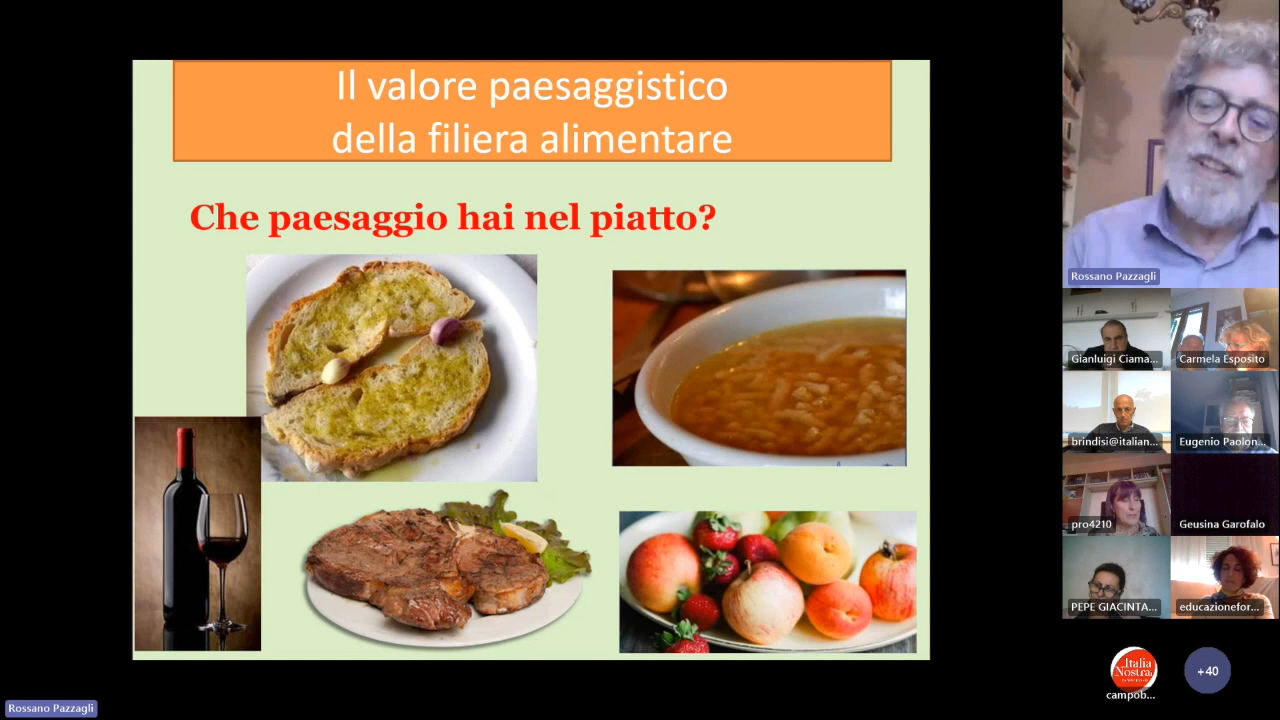 Il valore paesaggistico
della filiera alimentare
Che paesaggio hai nel piatto?
Rossano Pazzagli
Gianluigi Ciama...
Carmela Esposito
brindisi@italian...
Eugenio Paolon...
pro4210
Geusina Garofalo
PEPE GIACINTA...
educazionefor...
Italia
Nostra
campob...
+40
Rossano Pazzagli